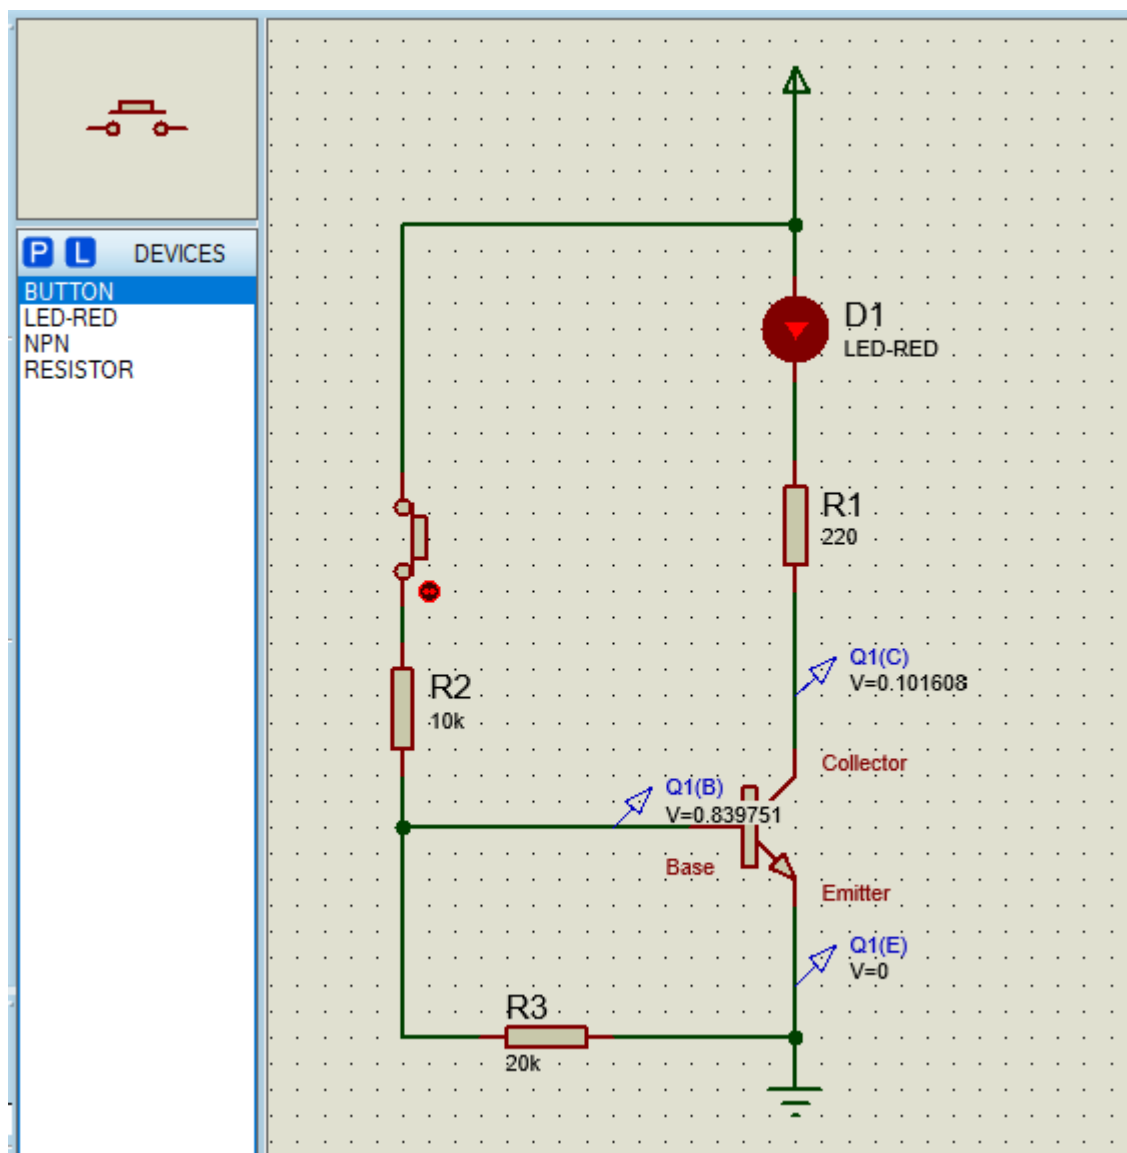 P L DEVICES
BUTTON
LED-RED
NPN
RESISTOR
D1
LED-RED
R1
220
Q1(C)
V=0.101608
R2
10k
Collector
Q1(B)
V=0.839751
Base
Emitter
Q1(E)
V=0
R3
20k